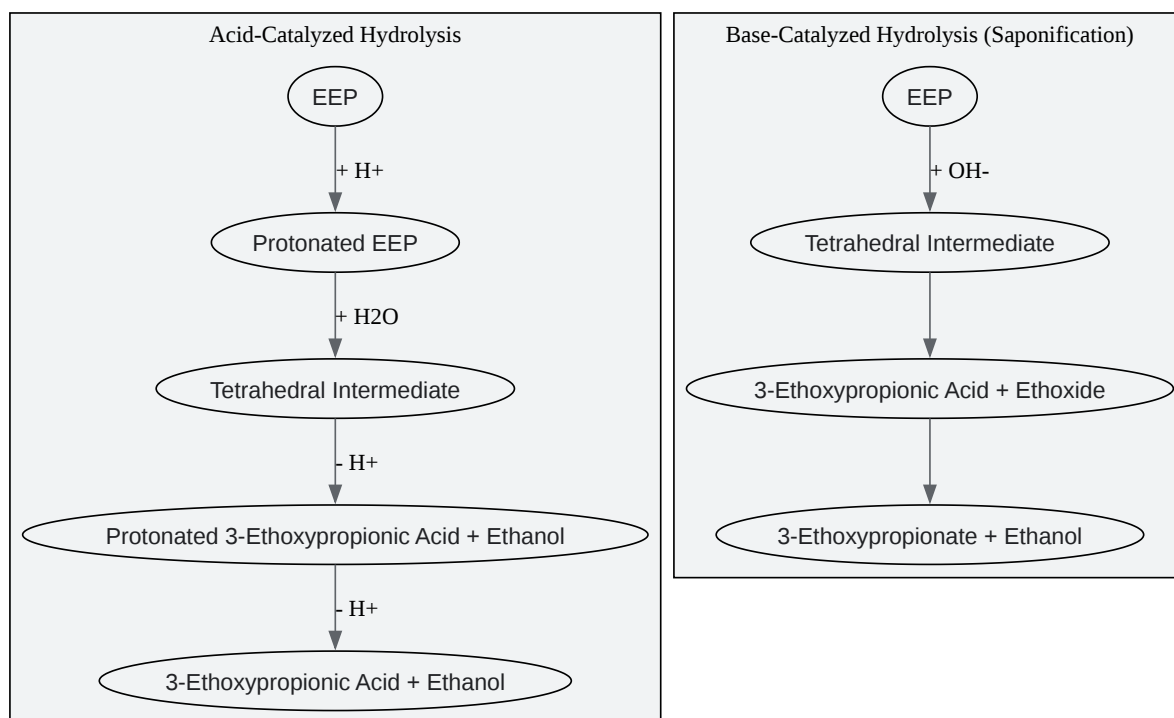 Acid-Catalyzed Hydrolysis
EEP
+ H+
Protonated EEP
+ H2O
Tetrahedral Intermediate
- H+
Protonated 3-Ethoxypropionic Acid + Ethanol
- H+
3-Ethoxypropionic Acid + Ethanol
Base-Catalyzed Hydrolysis (Saponification)
EEP
+ OH-
Tetrahedral Intermediate
3-Ethoxypropionic Acid + Ethoxide
3-Ethoxypropionate + Ethanol